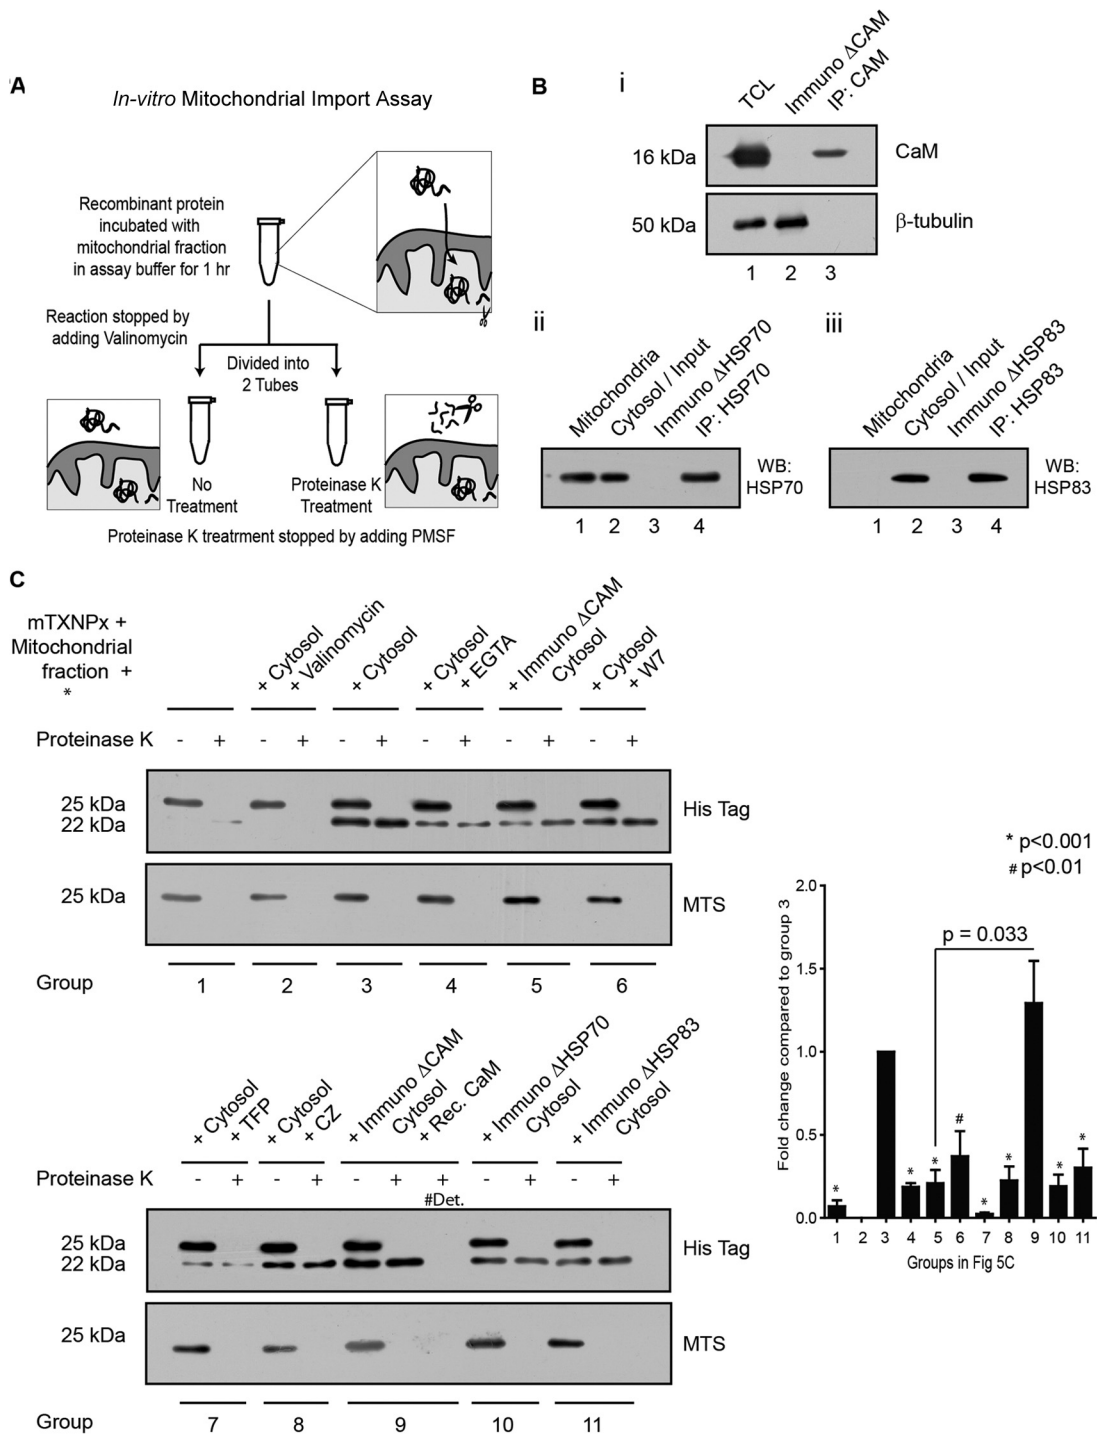 'A
In-vitro Mitochondrial Import Assay
Recombinant protein
incubated with
mitochondrial fraction
in assay buffer for 1 hr
Reaction stopped by
adding Valinomycin
Divided into
2 Tubes
No
Treatment
Proteinase K
Treatment
Proteinase K treatrment stopped by adding PMSF
B
i
TCL
Immuno ΔCAM
IP: CAM
16 kDa
CaM
50 kDa
β-tubulin
1 2 3
ii
Mitochondria
Cytosol / Input
Immuno ΔHSP70
IP: HSP70
WB:
HSP70
1 2 3 4
iii
Mitochondria
Cytosol / Input
Immuno ΔHSP83
IP: HSP83
WB:
HSP83
1 2 3 4
C
mTXNPx +
Mitochondrial
fraction +
*
+ Cytosol
+ Valinomycin
+ Cytosol
+ Cytosol
+ EGTA
+ Immuno ΔCAM
Cytosol
+ Cytosol
+ W7
Proteinase K - + - + - + - + - + - +
25 kDa
22 kDa
His Tag
25 kDa
MTS
Group 1 2 3 4 5 6
+ Cytosol
+ TFP
+ Cytosol
+ CZ
+ Immuno ΔCAM
Cytosol
+ Rec. CaM
+ Immuno ΔHSP70
Cytosol
+ Immuno ΔHSP83
Cytosol
Proteinase K - + - + - + + - + - +
#Det.
25 kDa
22 kDa
His Tag
25 kDa
MTS
Group 7 8 9 10 11
* p<0.001
# p<0.01
Fold change compared to group 3
2.0
1.5
1.0
0.5
0.0
p = 0.033
* * * # * * * *
1 2 3 4 5 6 7 8 9 10 11
Groups in Fig 5C